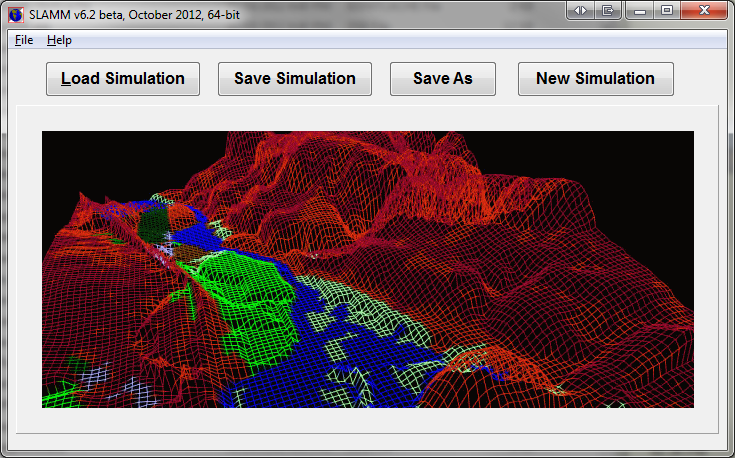 SLAMM v6.2 beta, October 2012, 64-bit
File Help
Load Simulation Save Simulation Save As New Simulation